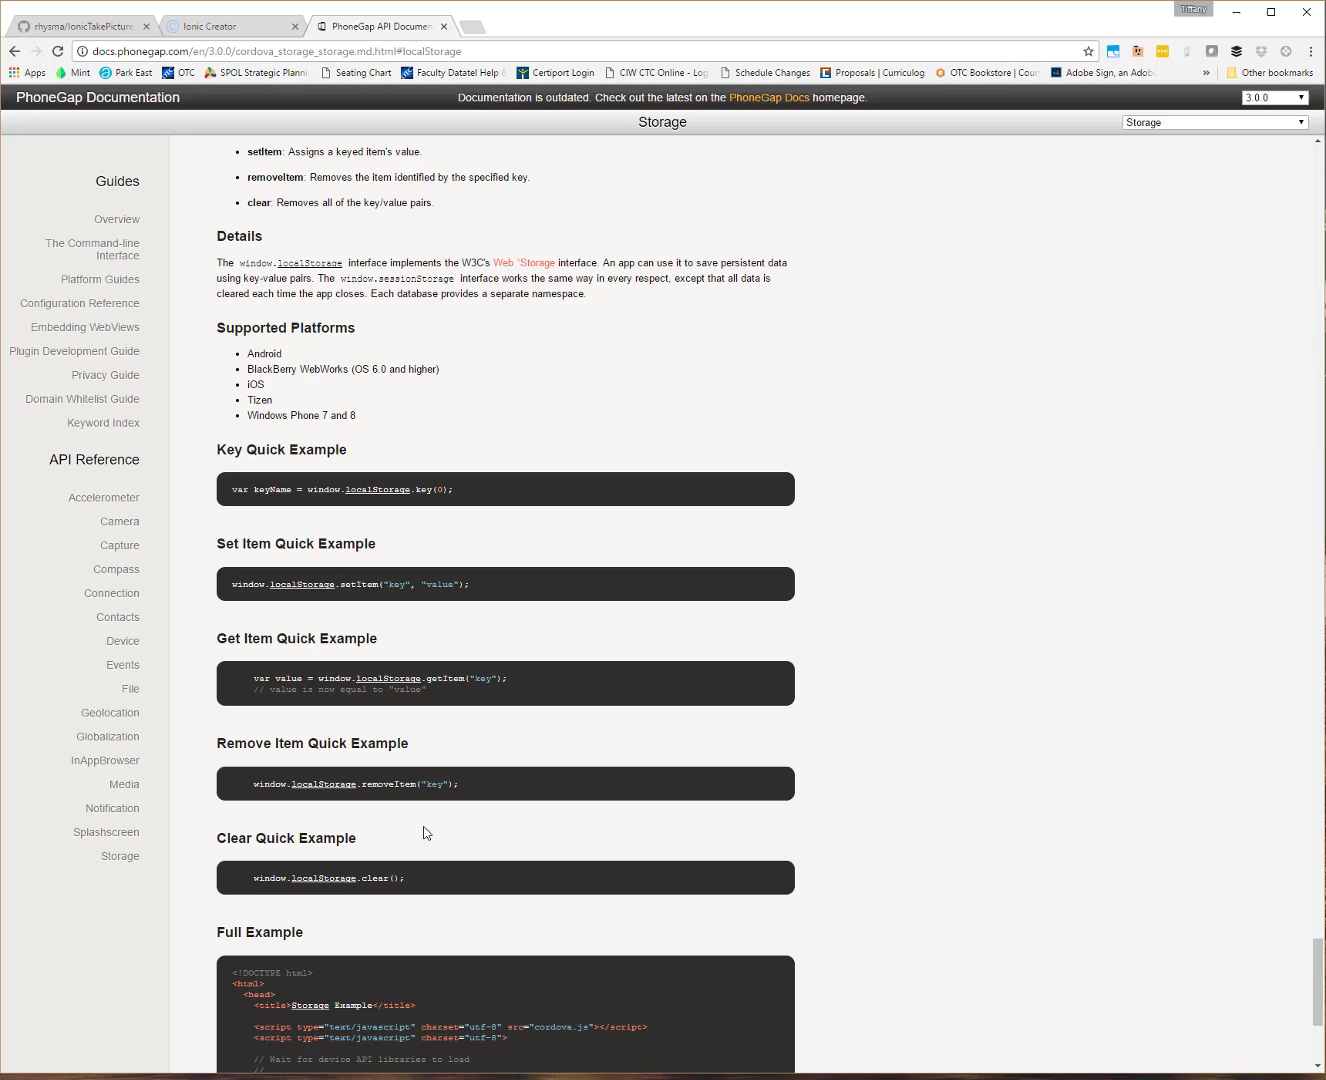 Tiffany
rhysma/IonicTakePicture
Ionic Creator
PhoneGap API Documen
docs.phonegap.com/en/3.0.0/cordova_storage_storage.md.html#localStorage
Apps Mint Park East OTC SPOL Strategic Plannin Seating Chart Faculty Datatel Help Certiport Login CIW CTC Online - Log Schedule Changes Proposals | Curriculog OTC Bookstore | Coun Adobe Sign, an Adobe » Other bookmarks
PhoneGap Documentation
Documentation is outdated. Check out the latest on the PhoneGap Docs homepage.
3.0.0
Storage
Storage
Guides
Overview
The Command-line
Interface
Platform Guides
Configuration Reference
Embedding WebViews
Plugin Development Guide
Privacy Guide
Domain Whitelist Guide
Keyword Index
API Reference
Accelerometer
Camera
Capture
Compass
Connection
Contacts
Device
Events
File
Geolocation
Globalization
InAppBrowser
Media
Notification
Splashscreen
Storage
• setItem: Assigns a keyed item's value.
• removeItem: Removes the item identified by the specified key.
• clear: Removes all of the key/value pairs.
Details
The window.localStorage interface implements the W3C's Web °Storage interface. An app can use it to save persistent data
using key-value pairs. The window.sessionStorage interface works the same way in every respect, except that all data is
cleared each time the app closes. Each database provides a separate namespace.
Supported Platforms
• Android
• BlackBerry WebWorks (OS 6.0 and higher)
• iOS
• Tizen
• Windows Phone 7 and 8
Key Quick Example
var keyName = window.localStorage.key(0);
Set Item Quick Example
window.localStorage.setItem("key", "value");
Get Item Quick Example
var value = window.localStorage.getItem("key");
// value is now equal to "value"
Remove Item Quick Example
window.localStorage.removeItem("key");
Clear Quick Example
window.localStorage.clear();
Full Example
<!DOCTYPE html>
<html>
<head>
<title>Storage Example</title>
<script type="text/javascript" charset="utf-8" src="cordova.js"></script>
<script type="text/javascript" charset="utf-8">
// Wait for device API libraries to load
//